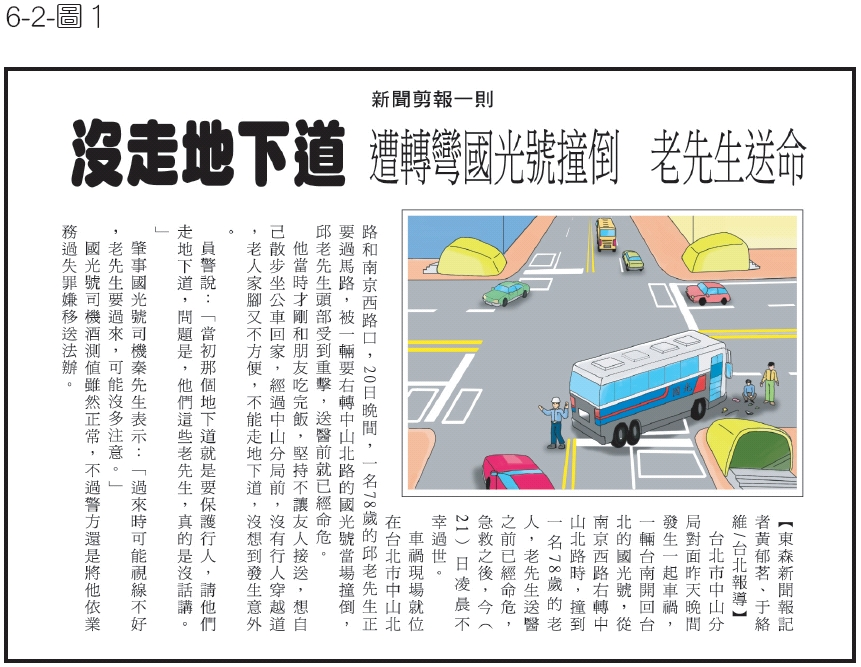 6-2-圖1
新聞剪報一則
沒走地下道 遭轉彎國光號撞倒 老先生送命
【東森新聞報記
者黃郁茗、于絡
維/台北報導】
台北市中山分
局對面昨天晚間
發生一起車禍，
一輛台南開回台
北的國光號，從
南京西路右轉中
山北路時，撞到
一名78歲的老
人，老先生送醫
之前已經命危，
急救之後，今（
21）日凌晨不
幸過世。
車禍現場就位
在台北市中山北
路和南京西路口，20日晚間，一名78歲的邱老先生正
要過馬路，被一輛要右轉中山北路的國光號當場撞倒，
邱老先生頭部受到重擊，送醫前就已經命危。
他當時才剛和朋友吃完飯，堅持不讓友人接送，想自
己散步坐公車回家，經過中山分局前，沒有行人穿越道
，老人家腳又不方便，不能走地下道，沒想到發生意外
。
員警說：「當初那個地下道就是要保護行人，請他們
走地下道，問題是，他們這些老先生，真的是沒話講。
」
肇事國光號司機秦先生表示：「過來時可能視線不好
，老先生要過來，可能沒多注意。」
國光號司機酒測值雖然正常，不過警方還是將他依業
務過失罪嫌移送法辦。